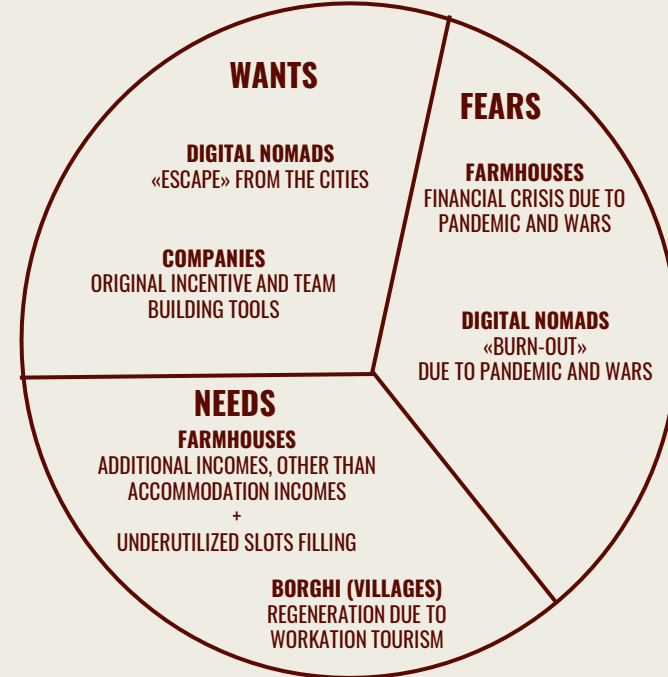 WANTS
DIGITAL NOMADS
«ESCAPE» FROM THE CITIES
COMPANIES
ORIGINAL INCENTIVE AND TEAM
BUILDING TOOLS
FEARS
FARMHOUSES
FINANCIAL CRISIS DUE TO
PANDEMIC AND WARS
DIGITAL NOMADS
«BURN-OUT»
DUE TO PANDEMIC AND WARS
NEEDS
FARMHOUSES
ADDITIONAL INCOMES, OTHER THAN
ACCOMMODATION INCOMES
+
UNDERUTILIZED SLOTS FILLING
BORGHI (VILLAGES)
REGENERATION DUE TO
WORKATION TOURISM